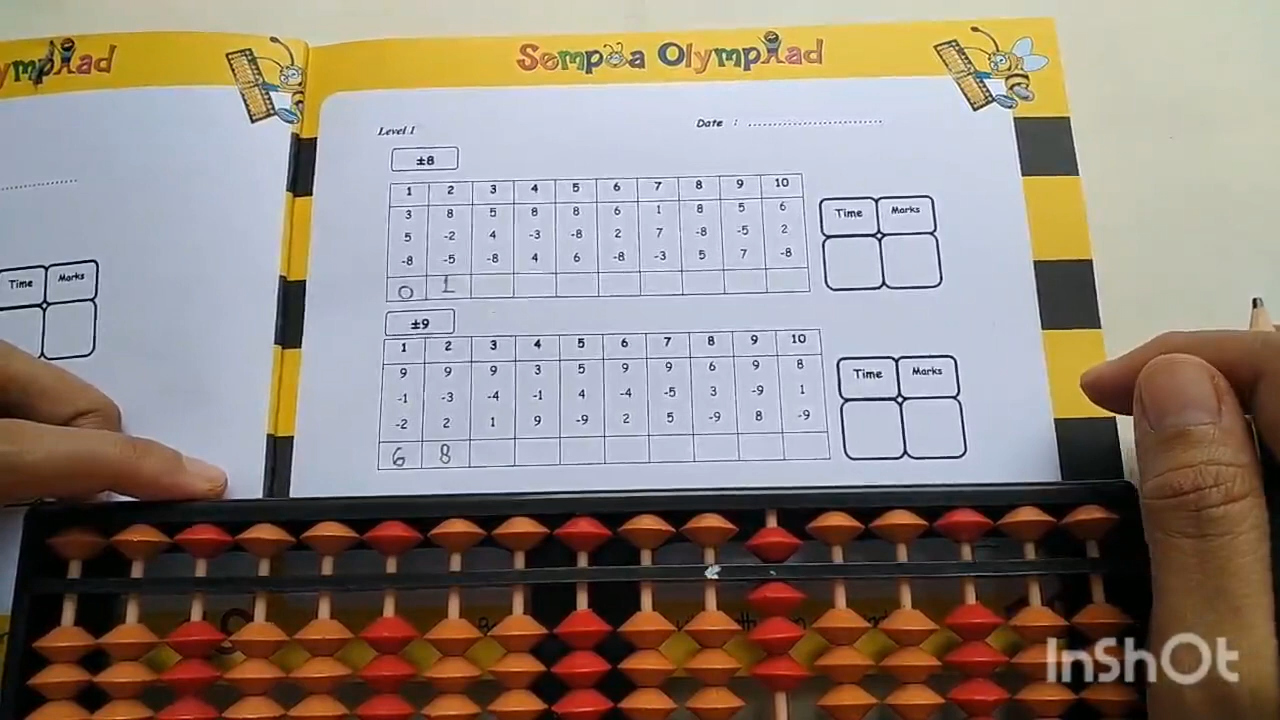 ympiad
Sempoa Olympiad
Level 1
Date : ..............................
±8
1 2 3 4 5 6 7 8 9 10
3 8 5 8 8 6 1 8 5 6
5 -2 4 -3 -8 2 7 -8 -5 2
-8 -5 -8 4 6 -8 -3 5 7 -8
0 1
Time Marks
±9
1 2 3 4 5 6 7 8 9 10
9 9 9 3 5 9 9 6 9 8
-1 -3 -4 -1 4 -4 -5 3 -9 1
-2 2 1 9 -9 2 5 -9 8 -9
6 8
Time Marks
Time Marks
InShOt